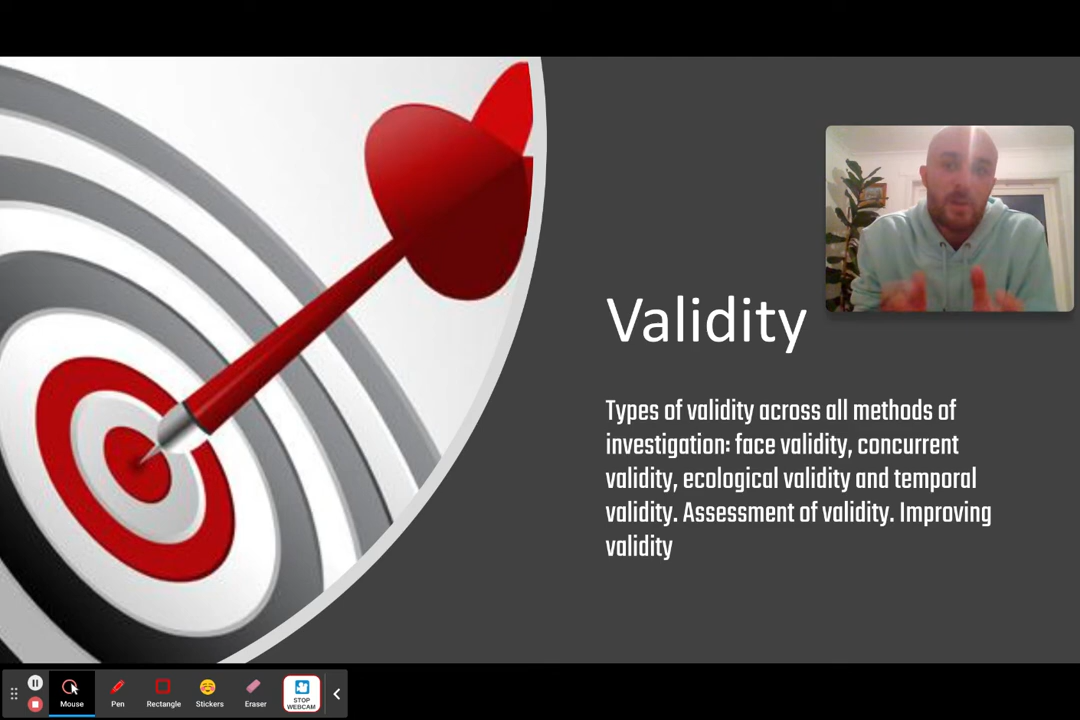 Validity
Types of validity across all methods of
investigation: face validity, concurrent
validity, ecological validity and temporal
validity. Assessment of validity. Improving
validity
Mouse
Pen
Rectangle
Stickers
Eraser
STOP
WEBCAM